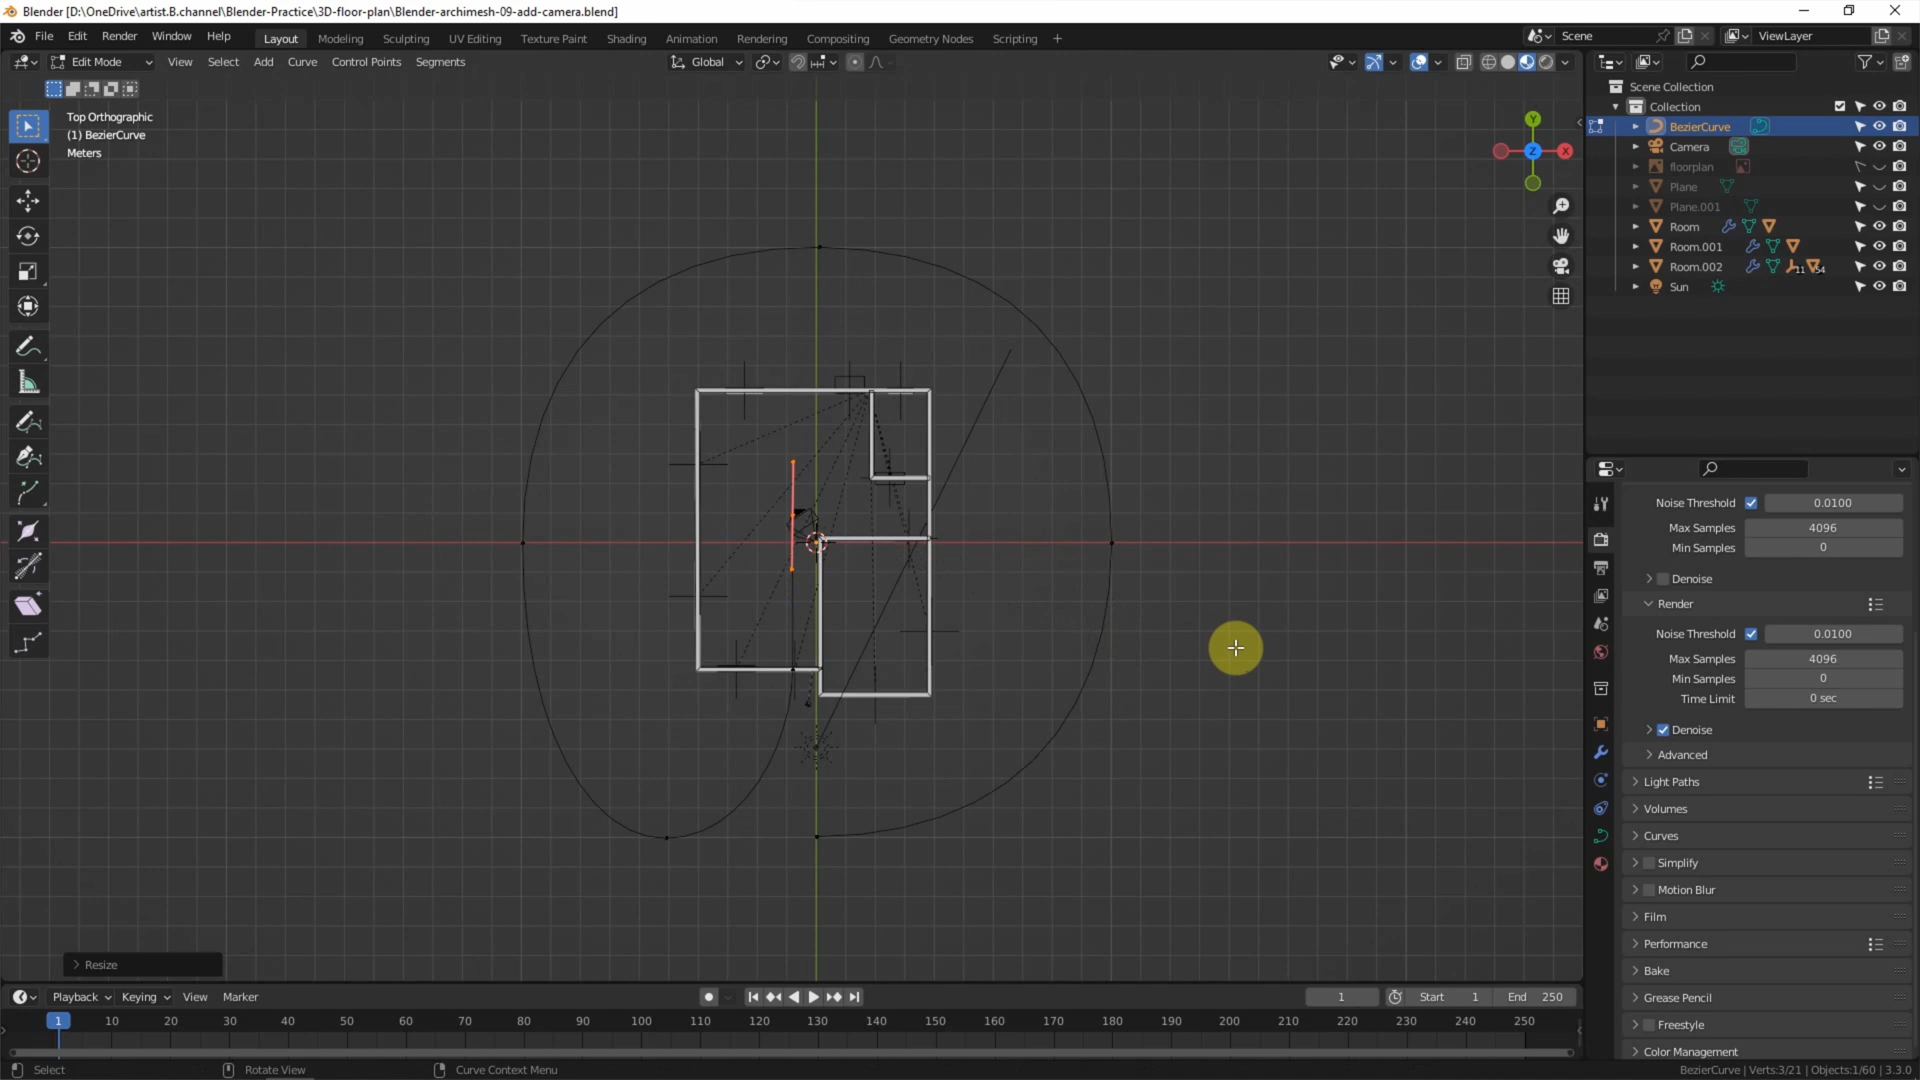 Blender [D:\OneDrive\artist.B.channel\Blender-Practice\3D-floor-plan\Blender-archimesh-09-add-camera.blend]
File Edit Render Window Help Layout Modeling Sculpting UV Editing Texture Paint Shading Animation Rendering Compositing Geometry Nodes Scripting + Scene ViewLayer
Edit Mode View Select Add Curve Control Points Segments Global
Top Orthographic
(1) BezierCurve
Meters
Y
X
Z
Scene Collection
Collection
BezierCurve
Camera
floorplan
Plane
Plane.001
Room
Room.001
Room.002 11 54
Sun
Noise Threshold 0.0100
Max Samples 4096
Min Samples 0
Denoise
Render
Noise Threshold 0.0100
Max Samples 4096
Min Samples 0
Time Limit 0 sec
Denoise
Advanced
Light Paths
Volumes
Curves
Simplify
Motion Blur
Film
Performance
Bake
Grease Pencil
Freestyle
Color Management
Resize
Playback Keying View Marker 1 Start 1 End 250
1 10 20 30 40 50 60 70 80 90 100 110 120 130 140 150 160 170 180 190 200 210 220 230 240 250
Select Rotate View Curve Context Menu BezierCurve | Verts:3/21 | Objects:1/60 | 3.3.0